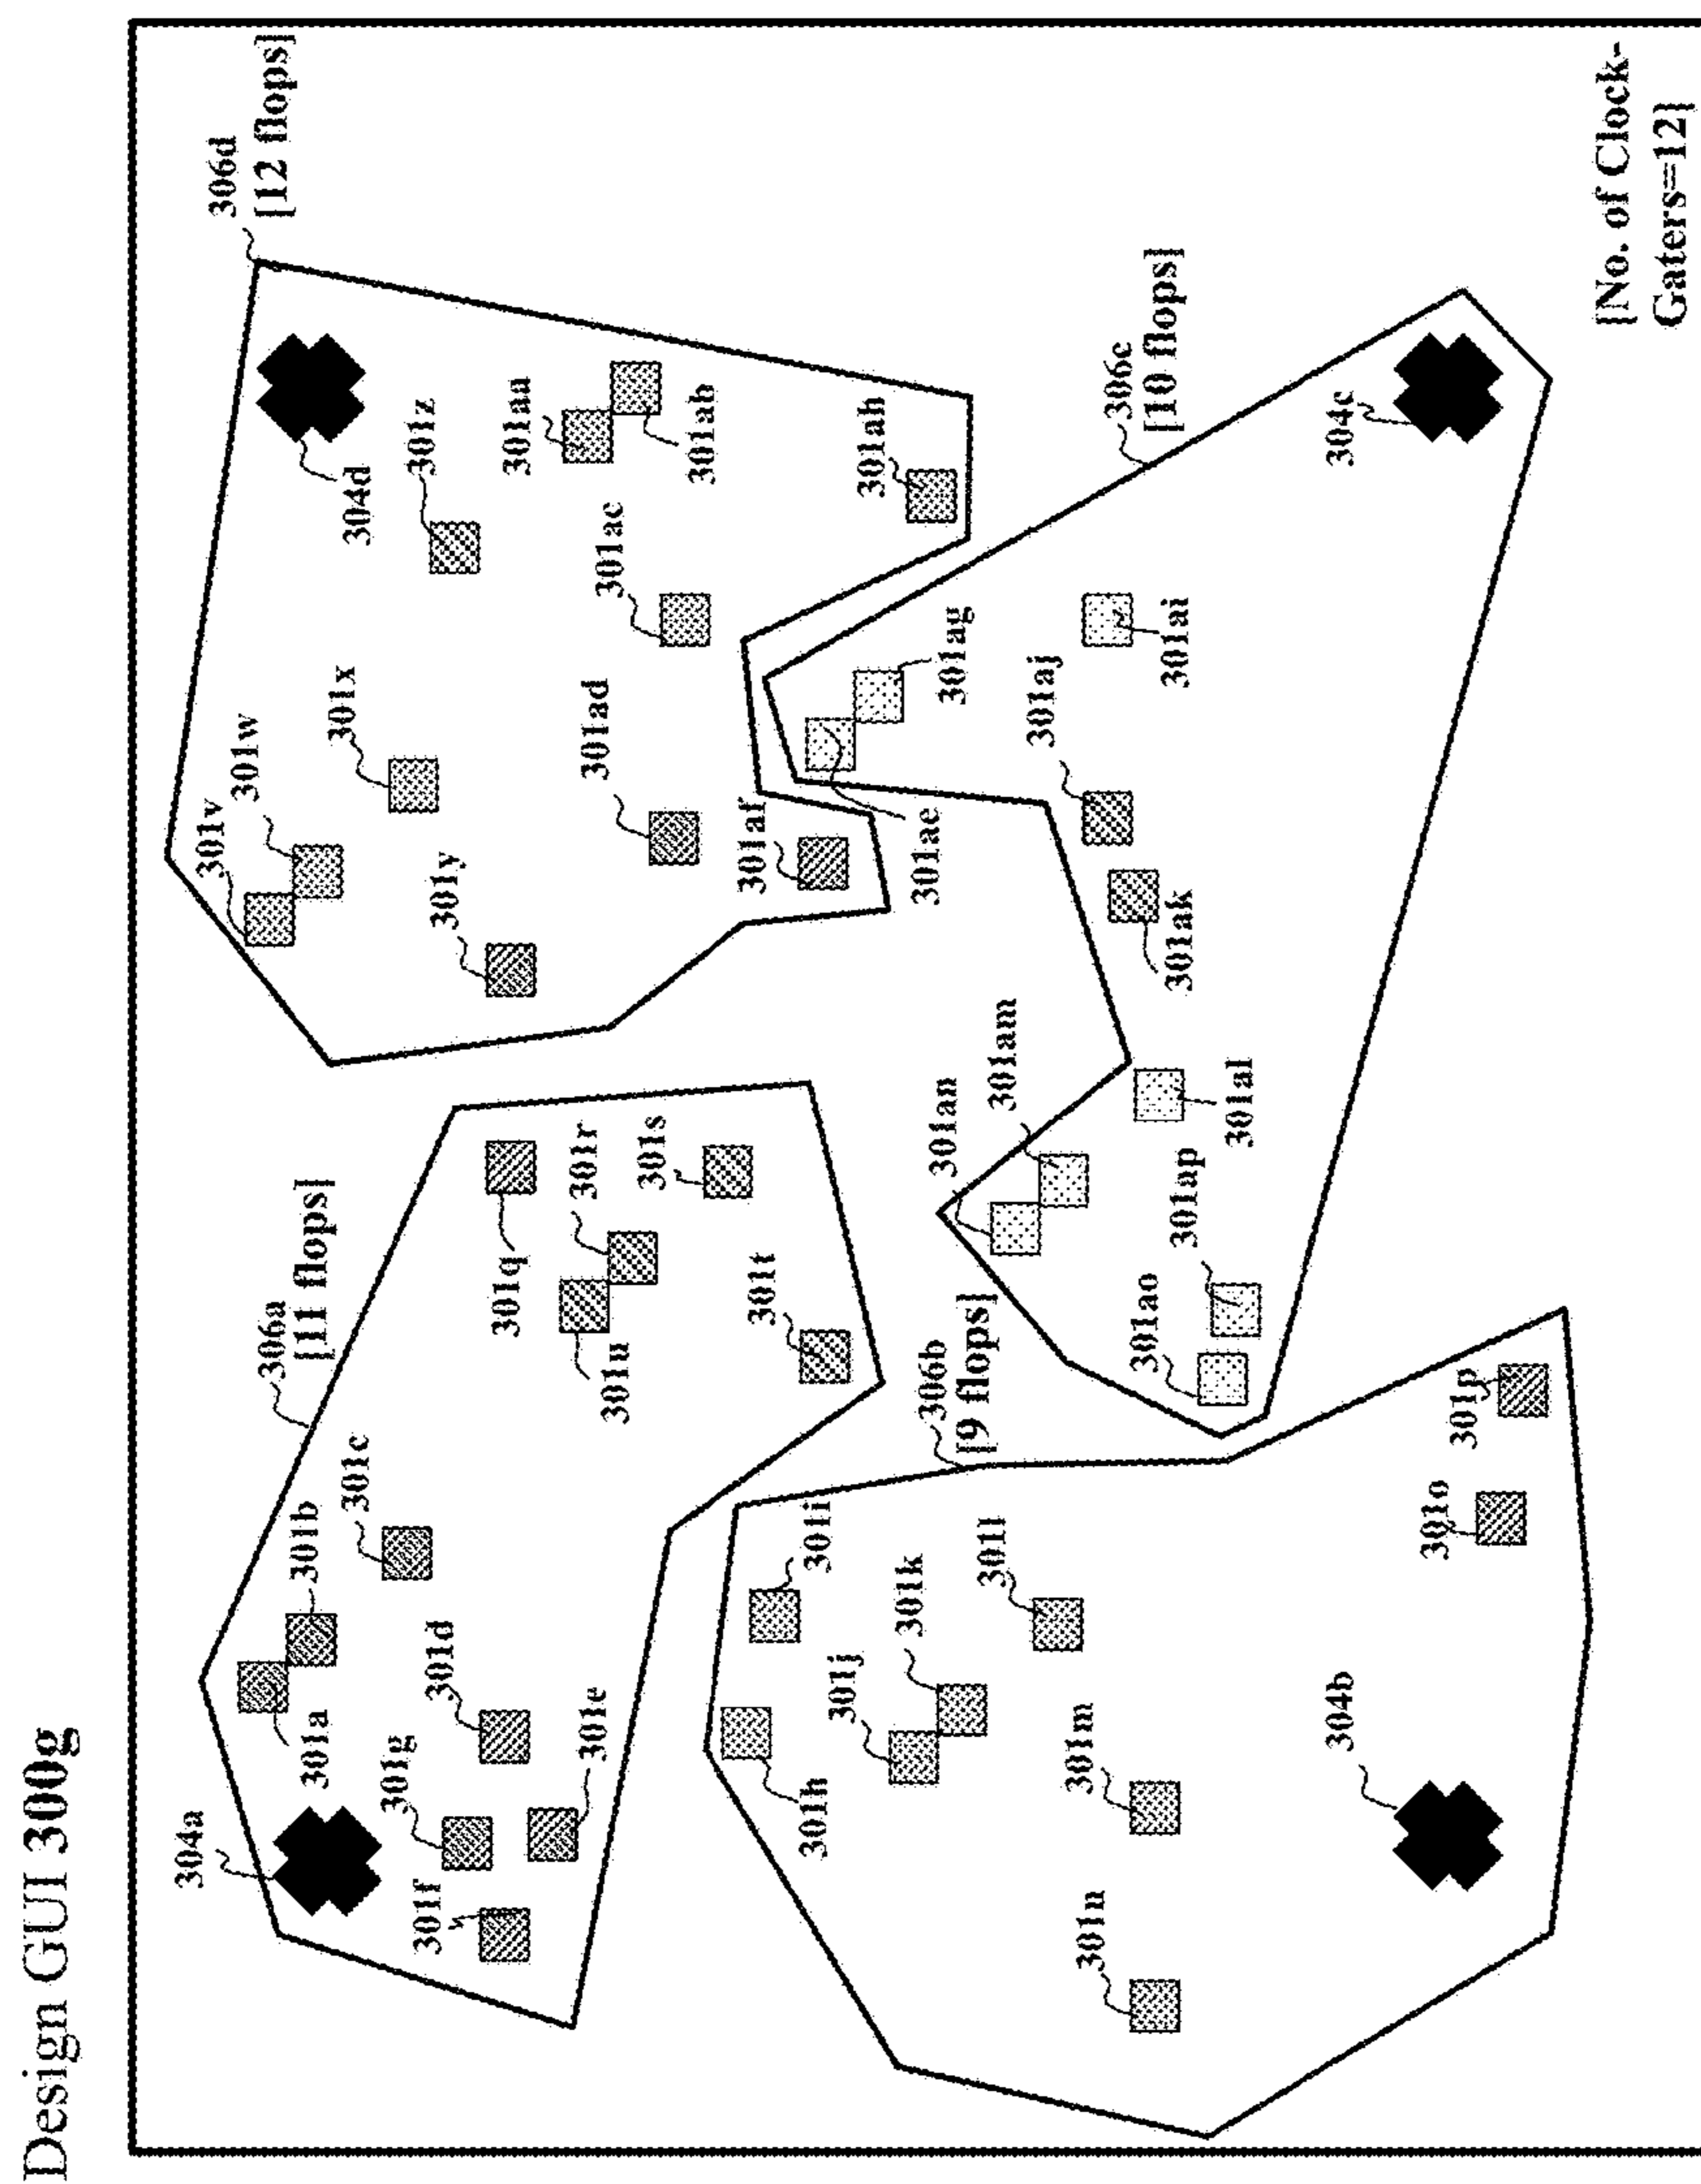 Design GUI 300g
304a
301a
301b
301c
301g
301f
301d
301e
306a
[11 flops]
301q
301r
301u
301s
301t
301v
301w
301x
301y
306d
[12 flops]
304d
301z
301aa
301ab
301ac
301ad
301af
301ah
301h
301i
301j
301k
301l
301m
301n
304b
301o
301p
306b
[9 flops]
301an
301am
301ao
301ap
301al
301ak
301aj
301ai
301ae
301ag
306c
[10 flops]
304c
[No. of Clock-
Gaters=12]